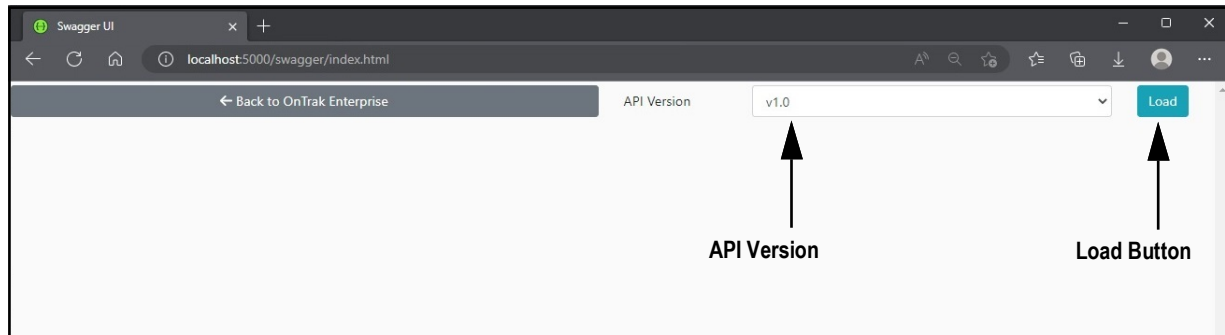 Swagger UI
localhost:5000/swagger/index.html
← Back to OnTrak Enterprise API Version v1.0 Load
API Version Load Button